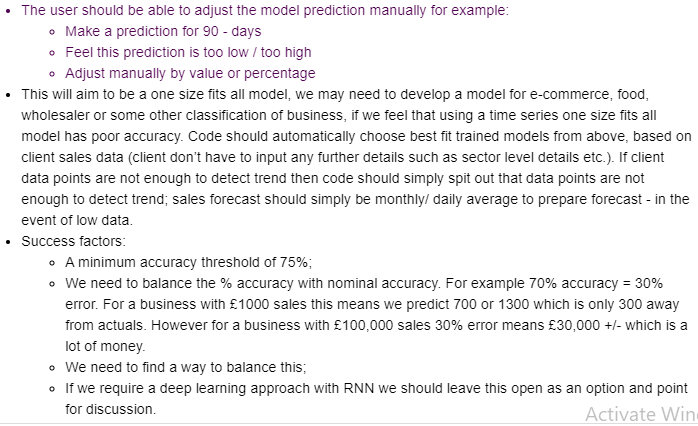 • The user should be able to adjust the model prediction manually for example:
o Make a prediction for 90 - days
o Feel this prediction is too low / too high
o Adjust manually by value or percentage
• This will aim to be a one size fits all model, we may need to develop a model for e-commerce, food,
wholesaler or some other classification of business, if we feel that using a time series one size fits all
model has poor accuracy. Code should automatically choose best fit trained models from above, based on
client sales data (client don't have to input any further details such as sector level details etc.). If client
data points are not enough to detect trend then code should simply spit out that data points are not
enough to detect trend; sales forecast should simply be monthly/ daily average to prepare forecast - in the
event of low data.
• Success factors:
o A minimum accuracy threshold of 75%;
o We need to balance the % accuracy with nominal accuracy. For example 70% accuracy = 30%
error. For a business with £1000 sales this means we predict 700 or 1300 which is only 300 away
from actuals. However for a business with £100,000 sales 30% error means £30,000 +/- which is a
lot of money.
o We need to find a way to balance this;
o If we require a deep learning approach with RNN we should leave this open as an option and point
for discussion.
Activate Win